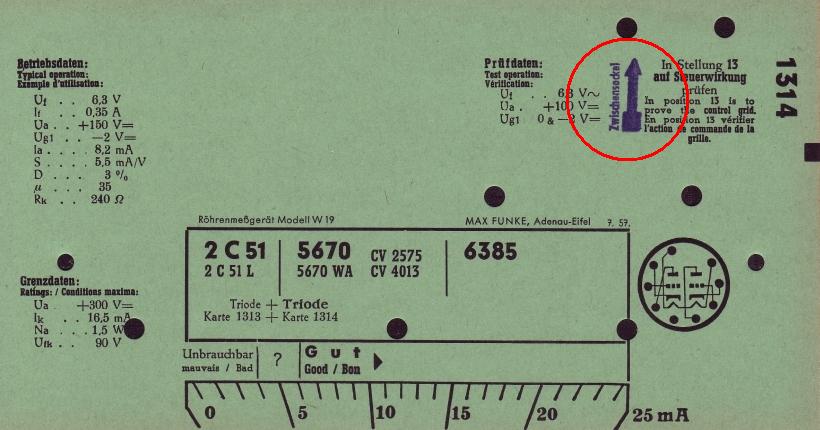 Betriebsdaten:
Typical operation:
Exemple d'utilisation:
Uf . . 6,3 V
If . . . 0,35 A
Ua . . +150 V=
Ug1 . . —2 V=
Ia . . . 8,2 mA
S . . . 5,5 mA/V
D . . . 3 %
µ . . . 35
Rk . . 240 Ω
Grenzdaten:
Ratings: / Conditions maxima:
Ua . +300 V=
Ik . . 16,5 mA
Na . . . 1,5 W
Ufk . . 90 V
Prüfdaten:
Test operation:
Vérification:
Uf . . 6,3 V~
Ua . +100 V=
Ug1 0 & —2 V=
Zwischensockel
In Stellung 13
auf Steuerwirkung
prüfen
In position 13 is to
prove the control grid.
En position 13 vérifier
l'action de commande de la
grille.
1314
Röhrenmeßgerät Modell W 19
MAX FUNKE, Adenau-Eifel 7. 57.
2 C 51 5670 CV 2575 6385
2 C 51 L 5670 WA CV 4013
Triode + Triode
Karte 1313 + Karte 1314
Unbrauchbar ? Gut
mauvais / Bad Good / Bon
0 5 10 15 20 25 mA